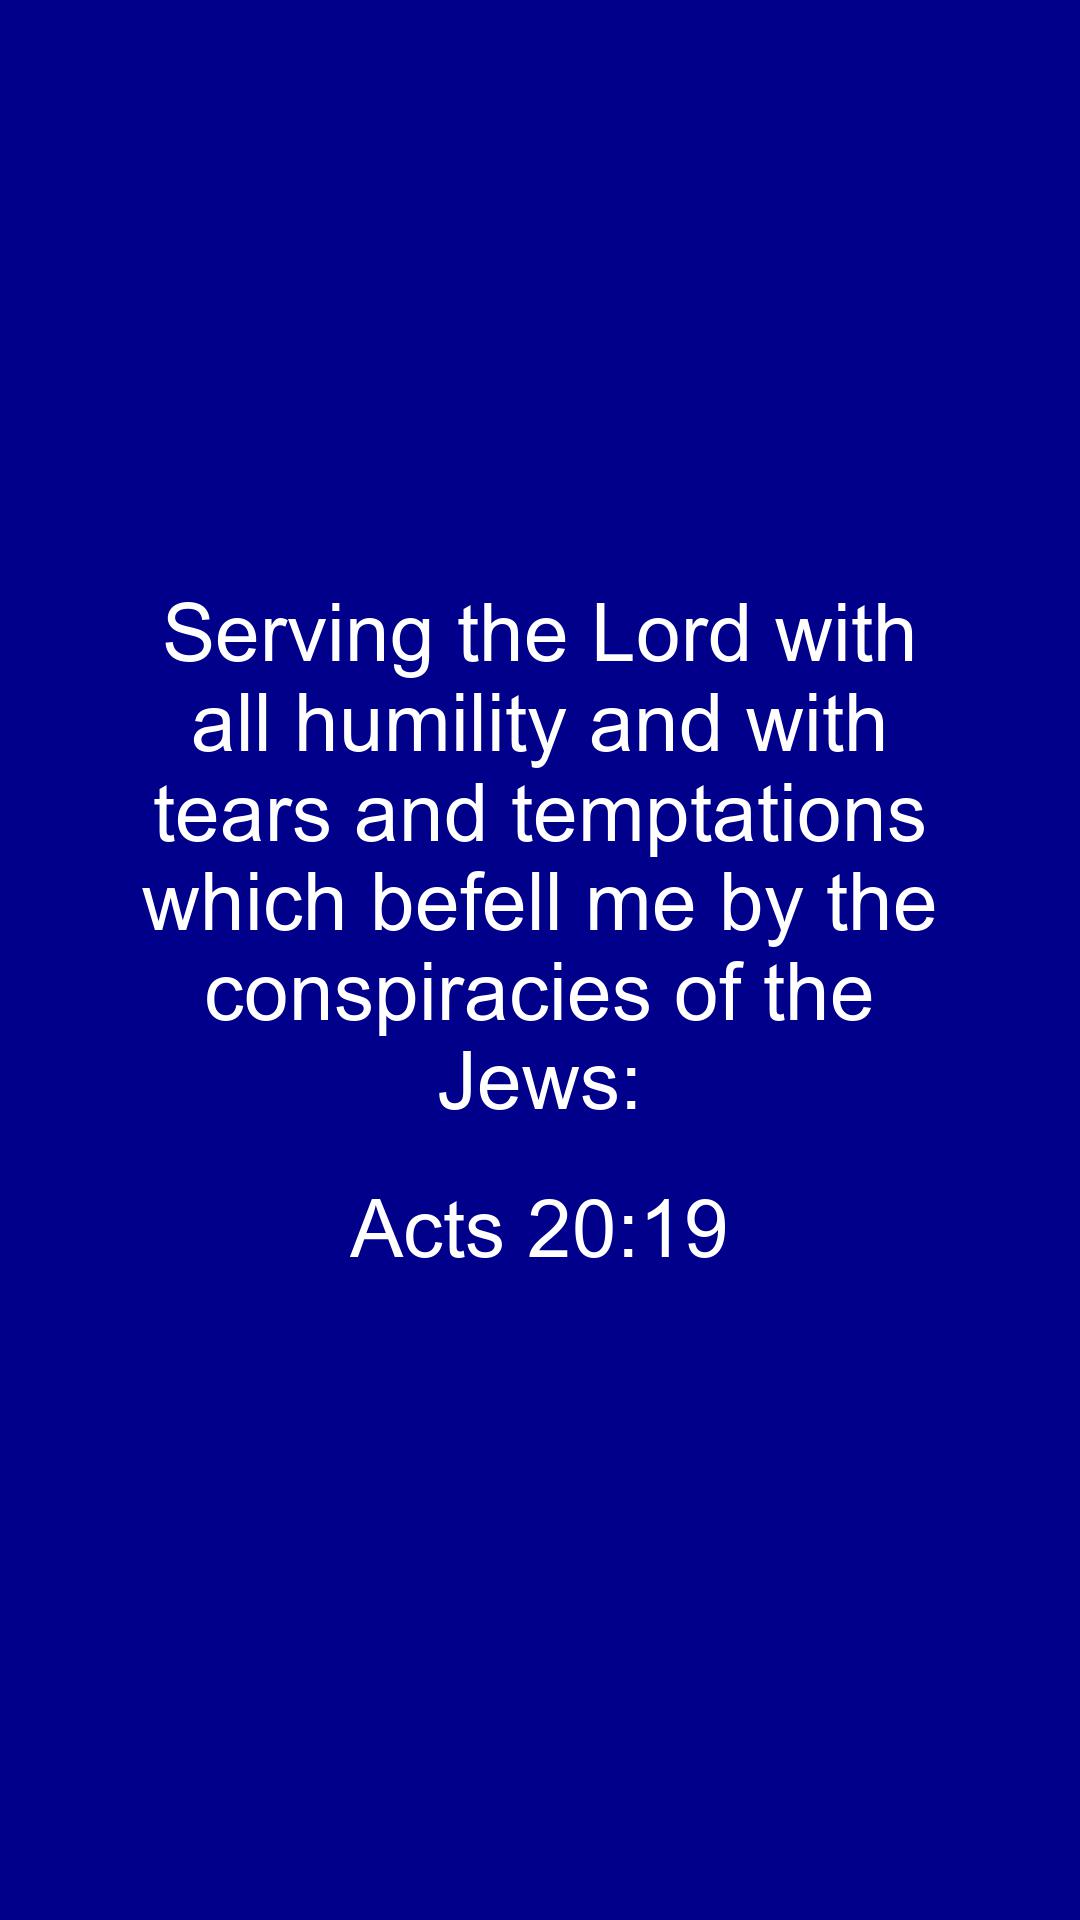 Serving the Lord with
all humility and with
tears and temptations
which befell me by the
conspiracies of the
Jews:
Acts 20:19